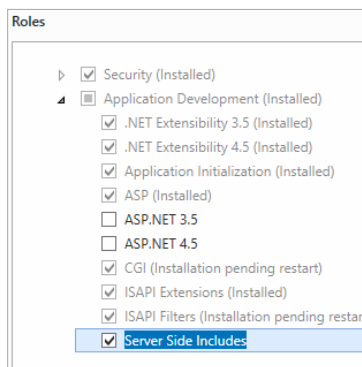 Roles
Security (Installed)
Application Development (Installed)
.NET Extensibility 3.5 (Installed)
.NET Extensibility 4.5 (Installed)
Application Initialization (Installed)
ASP (Installed)
ASP.NET 3.5
ASP.NET 4.5
CGI (Installation pending restart)
ISAPI Extensions (Installed)
ISAPI Filters (Installation pending restar
Server Side Includes